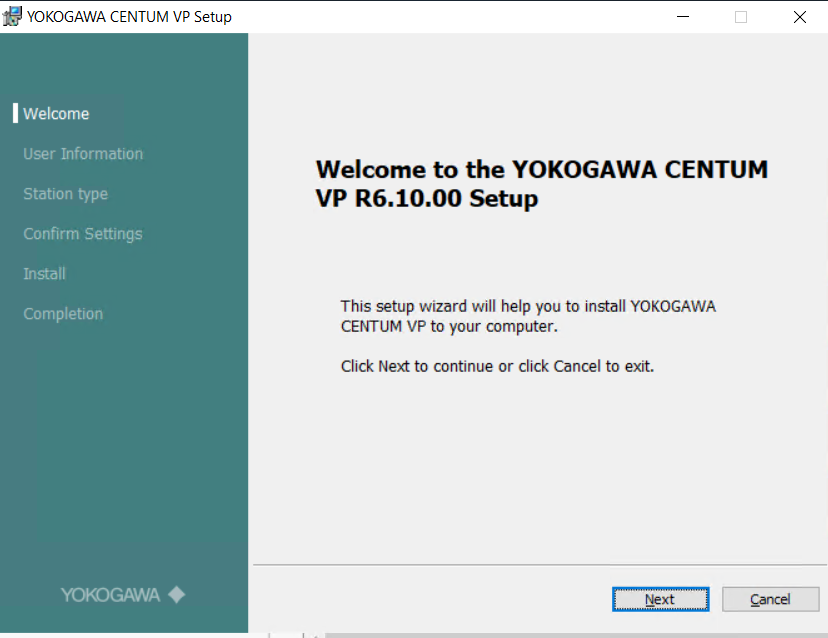 YOKOGAWA CENTUM VP Setup
Welcome
User Information
Station type
Confirm Settings
Install
Completion
Welcome to the YOKOGAWA CENTUM
VP R6.10.00 Setup
This setup wizard will help you to install YOKOGAWA
CENTUM VP to your computer.
Click Next to continue or click Cancel to exit.
YOKOGAWA
Next
Cancel